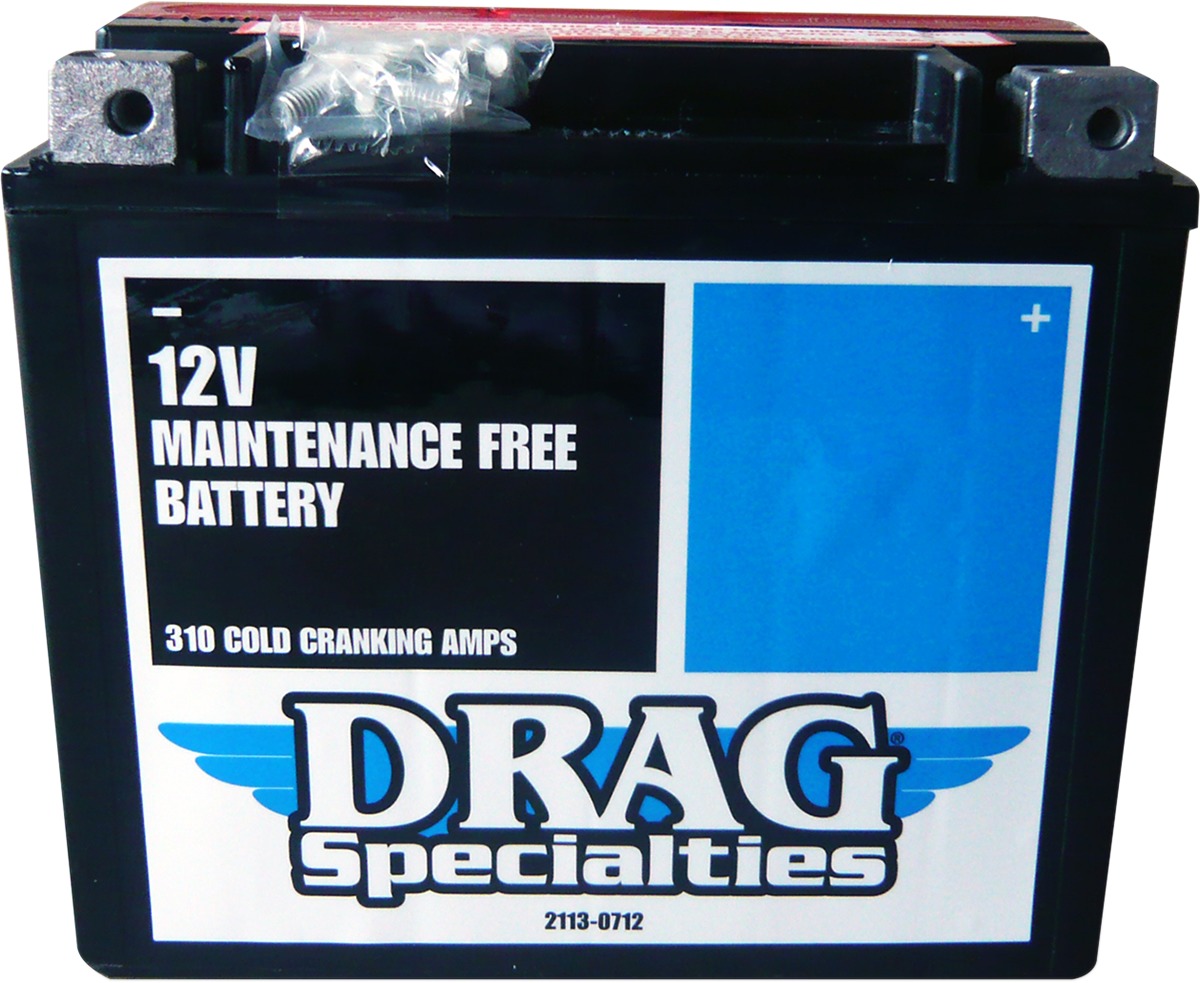 -
12V
MAINTENANCE FREE
BATTERY
310 COLD CRANKING AMPS
+
DRAG®
Specialties
2113-0712